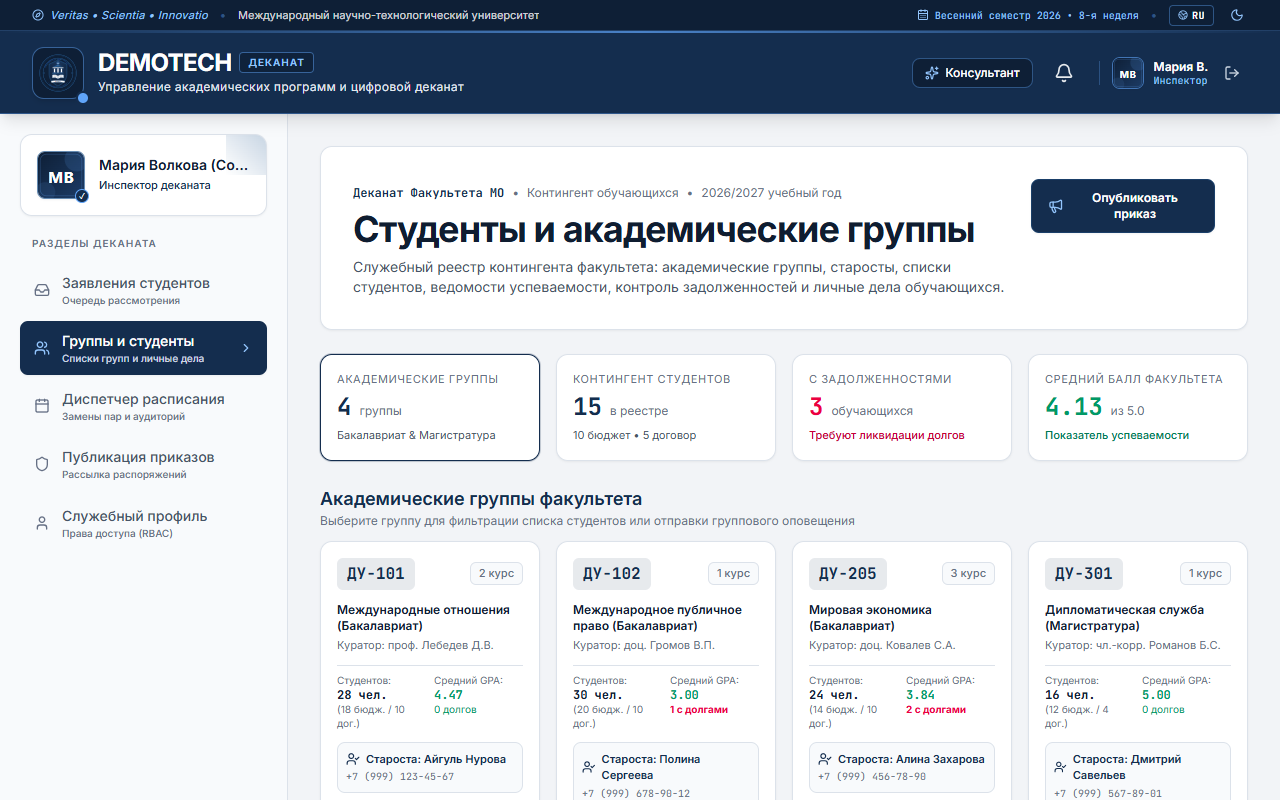 Veritas • Scientia • Innovatio • Международный научно-технологический университет
Весенний семестр 2026 • 8-я неделя • RU
DEMOTECH ДЕКАНАТ
Управление академических программ и цифровой деканат
Консультант
МВ
Мария В.
Инспектор
МВ
Мария Волкова (Со...
Инспектор деканата
РАЗДЕЛЫ ДЕКАНАТА
Заявления студентов
Очередь рассмотрения
Группы и студенты
Списки групп и личные дела
Диспетчер расписания
Замены пар и аудиторий
Публикация приказов
Рассылка распоряжений
Служебный профиль
Права доступа (RBAC)
Деканат Факультета МО • Контингент обучающихся • 2026/2027 учебный год
Студенты и академические группы
Служебный реестр контингента факультета: академические группы, старосты, списки
студентов, ведомости успеваемости, контроль задолженностей и личные дела обучающихся.
Опубликовать
приказ
АКАДЕМИЧЕСКИЕ ГРУППЫ
4 группы
Бакалавриат & Магистратура
КОНТИНГЕНТ СТУДЕНТОВ
15 в реестре
10 бюджет • 5 договор
С ЗАДОЛЖЕННОСТЯМИ
3 обучающихся
Требуют ликвидации долгов
СРЕДНИЙ БАЛЛ ФАКУЛЬТЕТА
4.13 из 5.0
Показатель успеваемости
Академические группы факультета
Выберите группу для фильтрации списка студентов или отправки группового оповещения
ДУ-101 2 курс
Международные отношения
(Бакалавриат)
Куратор: проф. Лебедев Д.В.
Студентов: Средний GPA:
28 чел. 4.47
(18 бюдж. / 10 0 долгов
дог.)
Староста: Айгуль Нурова
+7 (999) 123-45-67
ДУ-102 1 курс
Международное публичное
право (Бакалавриат)
Куратор: доц. Громов В.П.
Студентов: Средний GPA:
30 чел. 3.00
(20 бюдж. / 10 1 с долгами
дог.)
Староста: Полина
Сергеева
+7 (999) 678-90-12
ДУ-205 3 курс
Мировая экономика
(Бакалавриат)
Куратор: доц. Ковалев С.А.
Студентов: Средний GPA:
24 чел. 3.84
(14 бюдж. / 10 2 с долгами
дог.)
Староста: Алина Захарова
+7 (999) 456-78-90
ДУ-301 1 курс
Дипломатическая служба
(Магистратура)
Куратор: чл.-корр. Романов Б.С.
Студентов: Средний GPA:
16 чел. 5.00
(12 бюдж. / 4 0 долгов
дог.)
Староста: Дмитрий
Савельев
+7 (999) 567-89-01